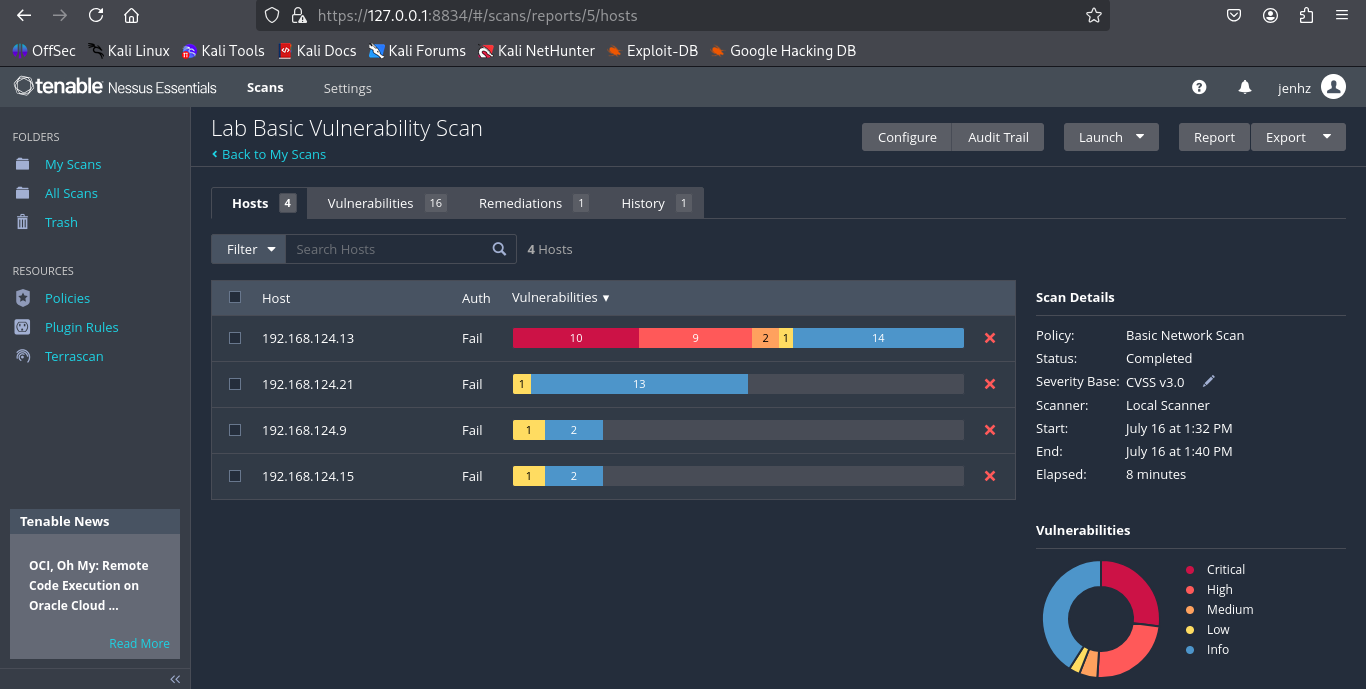 https://127.0.0.1:8834/#/scans/reports/5/hosts
OffSec Kali Linux Kali Tools Kali Docs Kali Forums Kali NetHunter Exploit-DB Google Hacking DB
tenable Nessus Essentials Scans Settings ? jenhz
FOLDERS
My Scans
All Scans
Trash
RESOURCES
Policies
Plugin Rules
Terrascan
Tenable News
OCI, Oh My: Remote
Code Execution on
Oracle Cloud ...
Read More
Lab Basic Vulnerability Scan
Back to My Scans
Configure Audit Trail Launch Report Export
Hosts 4 Vulnerabilities 16 Remediations 1 History 1
Filter Search Hosts 4 Hosts
Host Auth Vulnerabilities ▼
192.168.124.13 Fail 10 9 2 1 14
192.168.124.21 Fail 1 13
192.168.124.9 Fail 1 2
192.168.124.15 Fail 1 2
Scan Details
Policy: Basic Network Scan
Status: Completed
Severity Base: CVSS v3.0
Scanner: Local Scanner
Start: July 16 at 1:32 PM
End: July 16 at 1:40 PM
Elapsed: 8 minutes
Vulnerabilities
Critical
High
Medium
Low
Info